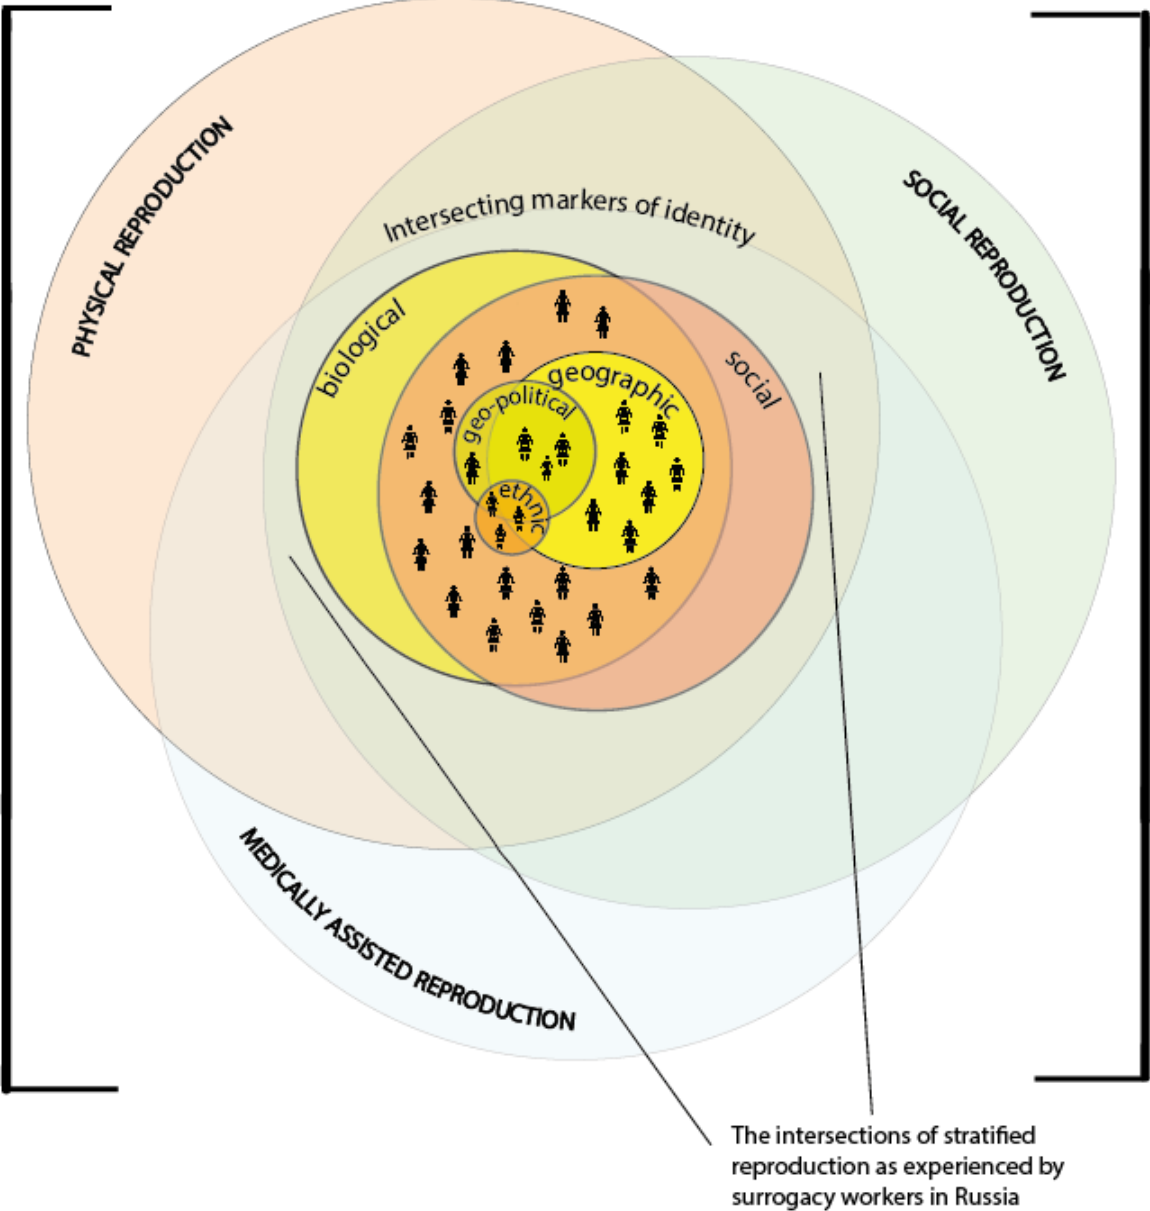 PHYSICAL REPRODUCTION
SOCIAL REPRODUCTION
Intersecting markers of identity
biological
social
geographic
geo-political
ethnic
MEDICALLY ASSISTED REPRODUCTION
The intersections of stratified
reproduction as experienced by
surrogacy workers in Russia